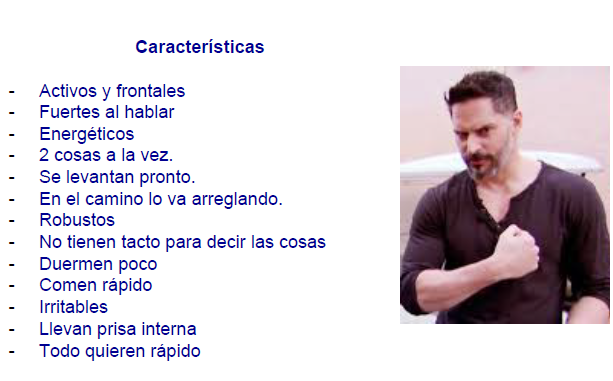 Características
- Activos y frontales
- Fuertes al hablar
- Energéticos
- 2 cosas a la vez.
- Se levantan pronto.
- En el camino lo va arreglando.
- Robustos
- No tienen tacto para decir las cosas
- Duermen poco
- Comen rápido
- Irritables
- Llevan prisa interna
- Todo quieren rápido